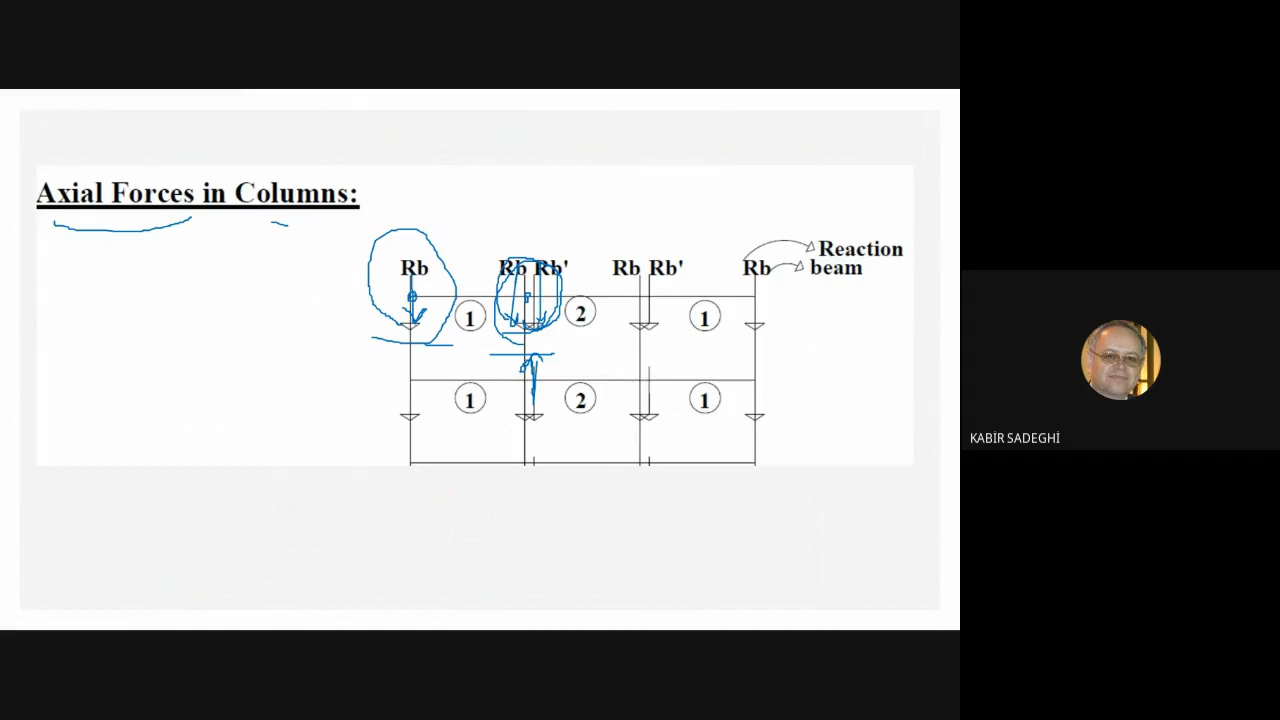 Axial Forces in Columns:
Reaction
Rb Rb Rb' Rb Rb' Rb beam
1 2 1
1 2 1
KABİR SADEGHİ